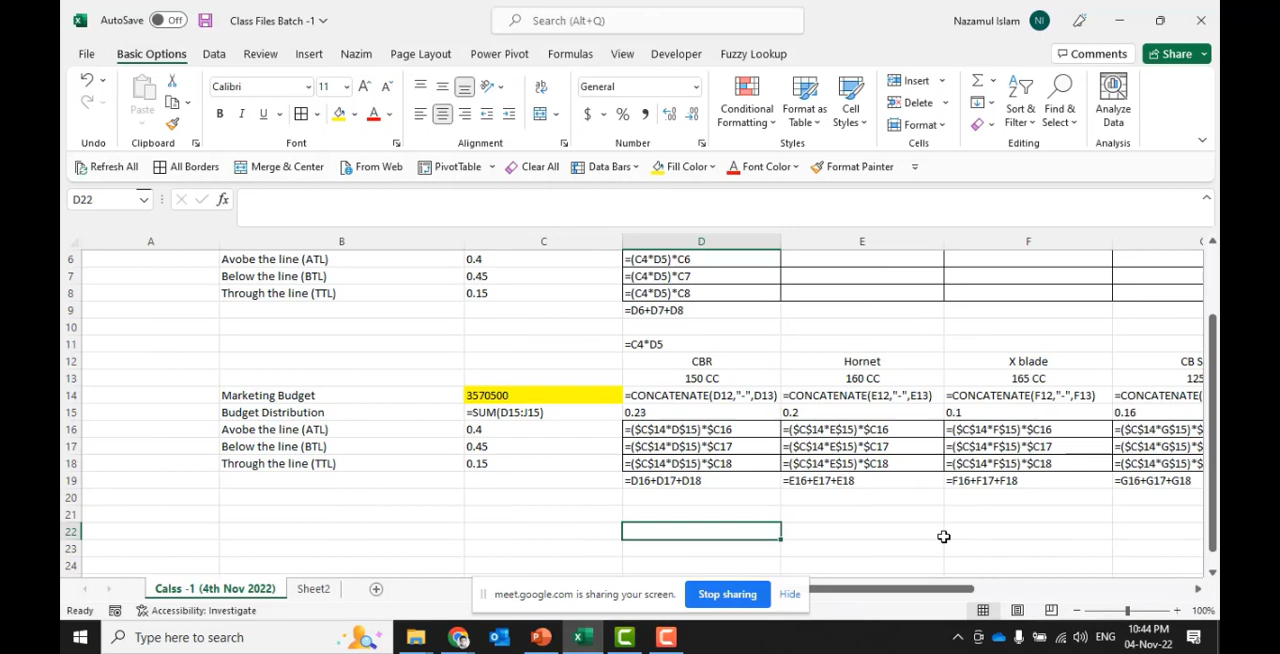 AutoSave Off Class Files Batch -1 Search (Alt+Q) Nazamul Islam NI
File Basic Options Data Review Insert Nazim Page Layout Power Pivot Formulas View Developer Fuzzy Lookup Comments Share
Paste Calibri 11 General Conditional Formatting Format as Table Cell Styles Insert Delete Format Sort & Filter Find & Select Analyze Data
Undo Clipboard Font Alignment Number Styles Cells Editing Analysis
Refresh All All Borders Merge & Center From Web PivotTable Clear All Data Bars Fill Color Font Color Format Painter
D22 fx
A B C D E F
6 Avobe the line (ATL) 0.4 =(C4*D5)*C6
7 Below the line (BTL) 0.45 =(C4*D5)*C7
8 Through the line (TTL) 0.15 =(C4*D5)*C8
9 =D6+D7+D8
10
11 =C4*D5
12 CBR Hornet X blade CB S
13 150 CC 160 CC 165 CC 125
14 Marketing Budget 3570500 =CONCATENATE(D12,"-",D13) =CONCATENATE(E12,"-",E13) =CONCATENATE(F12,"-",F13) =CONCATENATE(
15 Budget Distribution =SUM(D15:J15) 0.23 0.2 0.1 0.16
16 Avobe the line (ATL) 0.4 =($C$14*D$15)*$C16 =($C$14*E$15)*$C16 =($C$14*F$15)*$C16 =($C$14*G$15)*$
17 Below the line (BTL) 0.45 =($C$14*D$15)*$C17 =($C$14*E$15)*$C17 =($C$14*F$15)*$C17 =($C$14*G$15)*$
18 Through the line (TTL) 0.15 =($C$14*D$15)*$C18 =($C$14*E$15)*$C18 =($C$14*F$15)*$C18 =($C$14*G$15)*$
19 =D16+D17+D18 =E16+E17+E18 =F16+F17+F18 =G16+G17+G18
20
21
22
23
24
Calss -1 (4th Nov 2022) Sheet2 meet.google.com is sharing your screen. Stop sharing Hide
Ready Accessibility: Investigate 100%
Type here to search ENG 10:44 PM
04-Nov-22